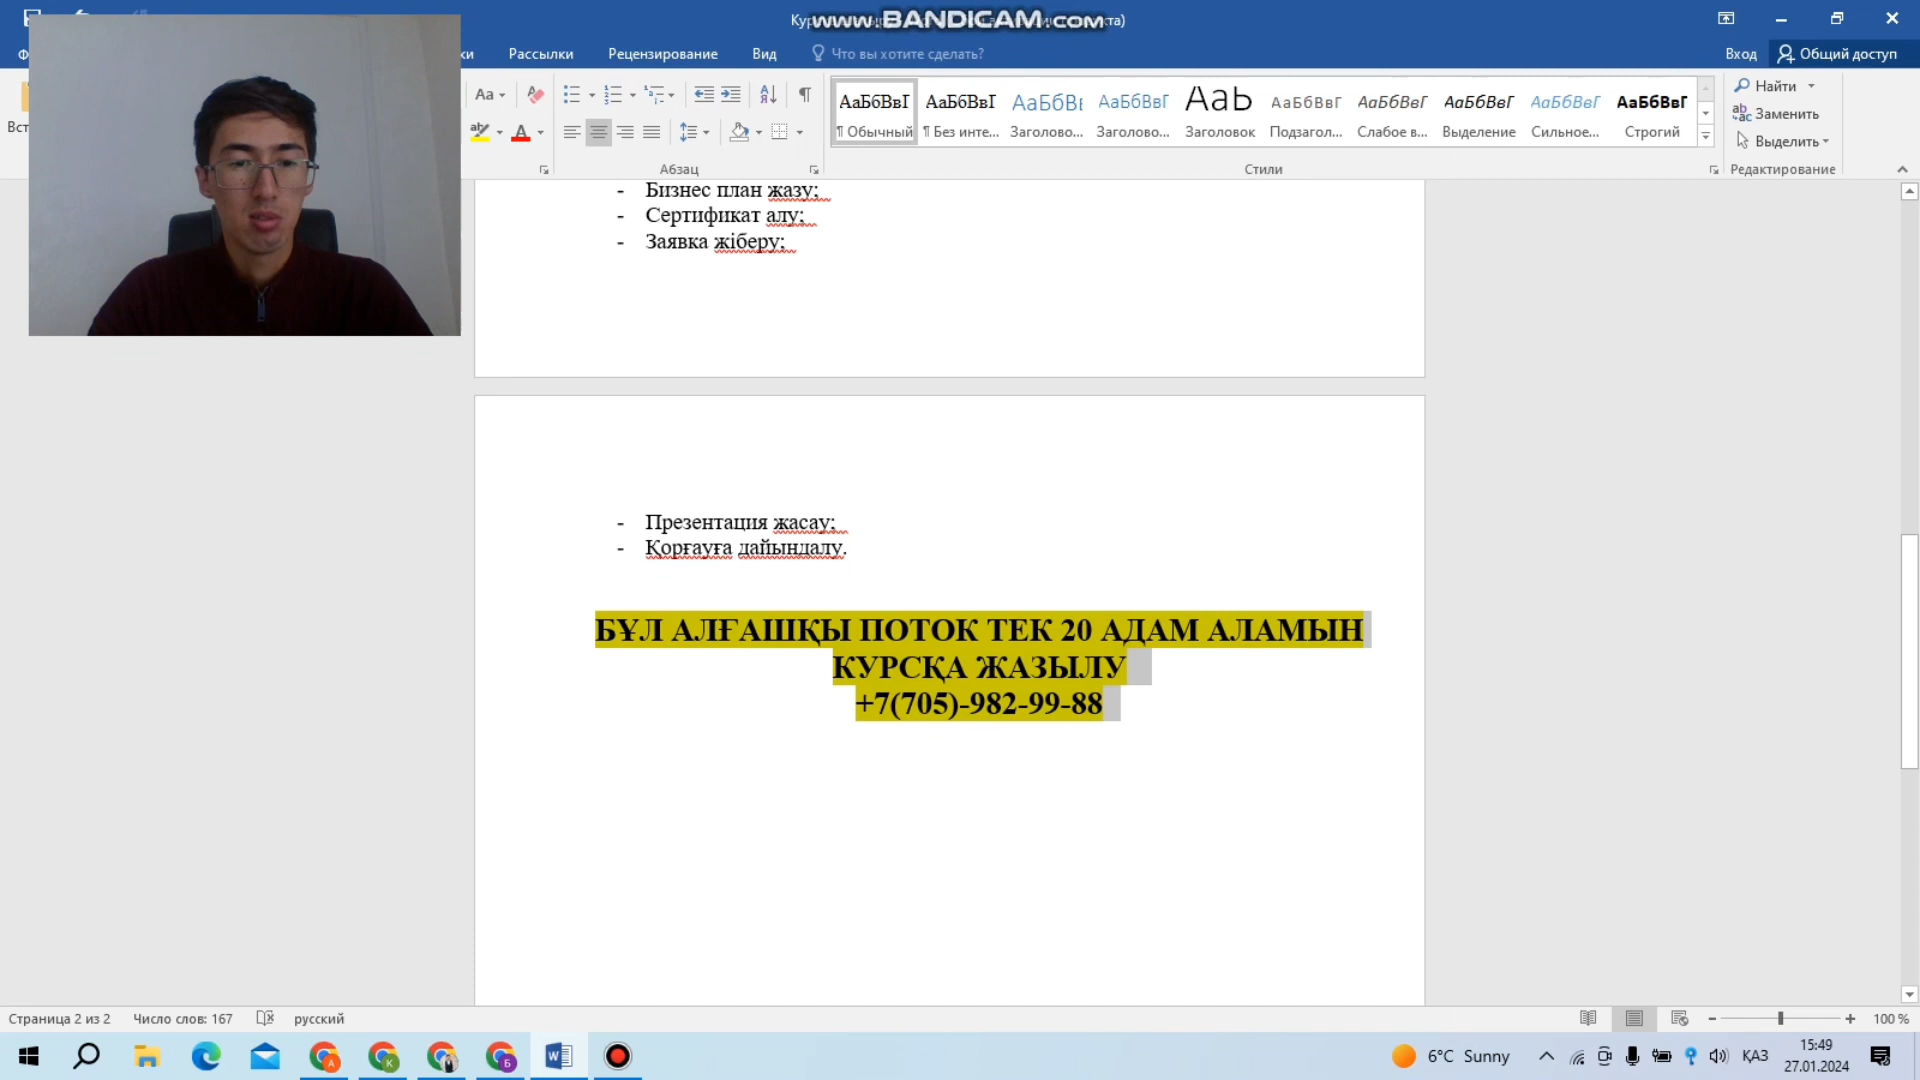 www.BANDICAM.com
Рассылки Рецензирование Вид Что вы хотите сделать? Вход Общий доступ
Aa
АаБбВвГ АаБбВвГ АаБбВі АаБбВвГ АаЬ АаБбВвГ АаБбВвГ АаБбВвГ АаБбВвГ АаБбВвГ
¶ Обычный ¶ Без инте... Заголово... Заголово... Заголовок Подзагол... Слабое в... Выделение Сильное... Строгий
Найти
Заменить
Выделить
Абзац Стили Редактирование
- Бизнес план жазу;
- Сертификат алу;
- Заявка жіберу;
- Презентация жасау;
- Қорғауға дайындалу.
БҰЛ АЛҒАШҚЫ ПОТОК ТЕК 20 АДАМ АЛАМЫН
КУРСҚА ЖАЗЫЛУ
+7(705)-982-99-88
Страница 2 из 2 Число слов: 167 русский 100 %
6°C Sunny ҚАЗ 15:49
27.01.2024